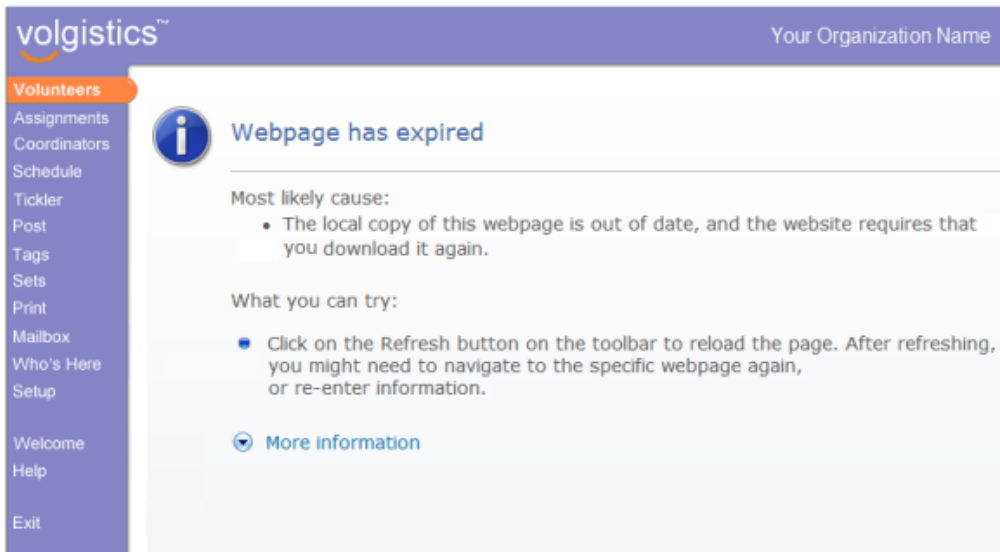 volgistics™
Your Organization Name
Volunteers
Assignments
Coordinators
Schedule
Tickler
Post
Tags
Sets
Print
Mailbox
Who's Here
Setup
Welcome
Help
Exit
Webpage has expired
Most likely cause:
• The local copy of this webpage is out of date, and the website requires that
you download it again.
What you can try:
Click on the Refresh button on the toolbar to reload the page. After refreshing,
you might need to navigate to the specific webpage again,
or re-enter information.
More information